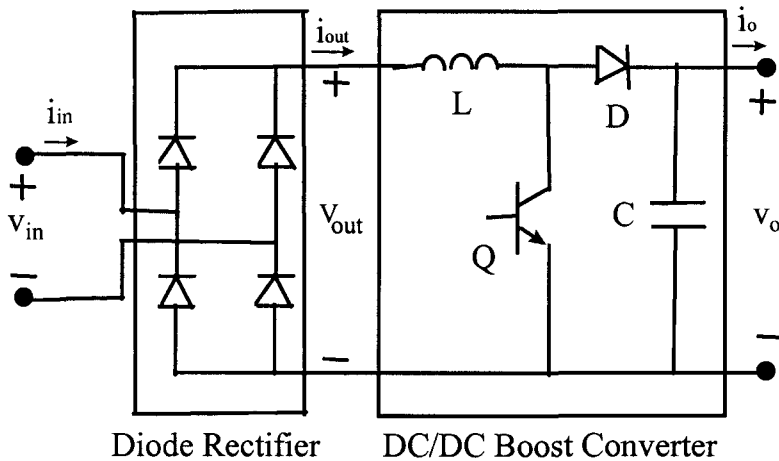 i_out
i_o
+
+
L
D
i_in
+
v_in
−
v_out
Q
C
v_o
−
−
Diode Rectifier
DC/DC Boost Converter